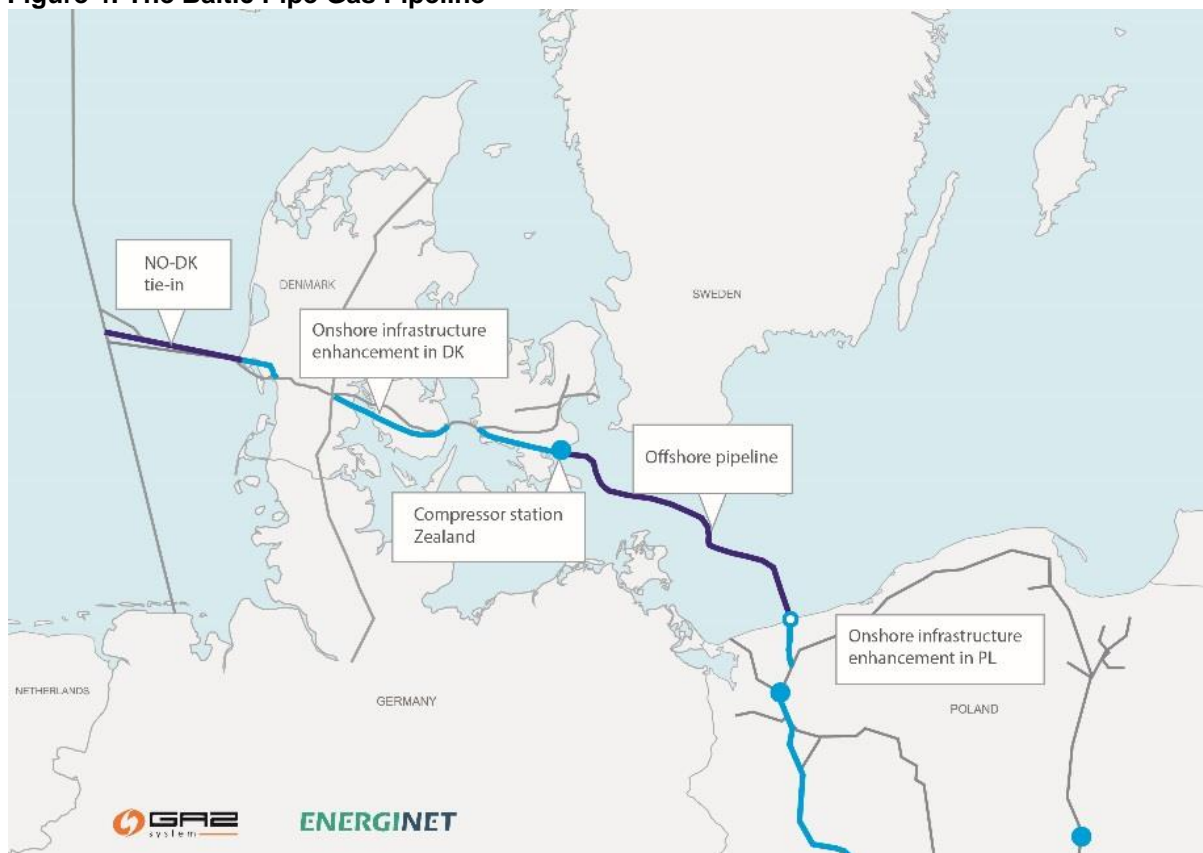 Figure 4. The Baltic Pipe Gas Pipeline
NO-DK
tie-in
DENMARK
Onshore infrastructure
enhancement in DK
SWEDEN
Offshore pipeline
Compressor station
Zealand
Onshore infrastructure
enhancement in PL
NETHERLANDS
GERMANY
POLAND
GAZ
system
ENERGINET